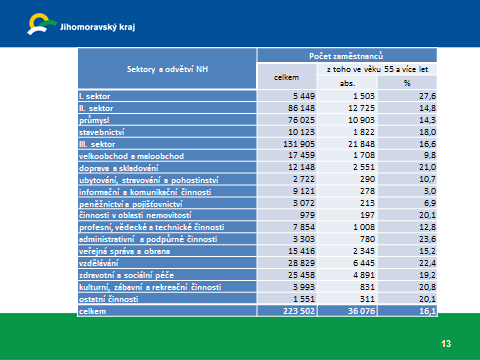 Jihomoravský kraj
Sektory a odvětví NH Počet zaměstnanců
celkem z toho ve věku 55 a více let
abs. %
I. sektor 5 449 1 503 27,6
II. sektor 86 148 12 725 14,8
průmysl 76 025 10 903 14,3
stavebnictví 10 123 1 822 18,0
III. sektor 131 905 21 848 16,6
velkoobchod a maloobchod 17 459 1 708 9,8
doprava a skladování 12 148 2 551 21,0
ubytování, stravování a pohostinství 2 722 290 10,7
informační a komunikační činnosti 9 121 278 3,0
peněžnictví a pojišťovnictví 3 072 213 6,9
činnosti v oblasti nemovitostí 979 197 20,1
profesní, vědecké a technické činnosti 7 854 1 008 12,8
administrativní a podpůrné činnosti 3 303 780 23,6
veřejná správa a obrana 15 416 2 345 15,2
vzdělávání 28 829 6 445 22,4
zdravotní a sociální péče 25 458 4 891 19,2
kulturní, zábavní a rekreační činnosti 3 993 831 20,8
ostatní činnosti 1 551 311 20,1
celkem 223 502 36 076 16,1
13